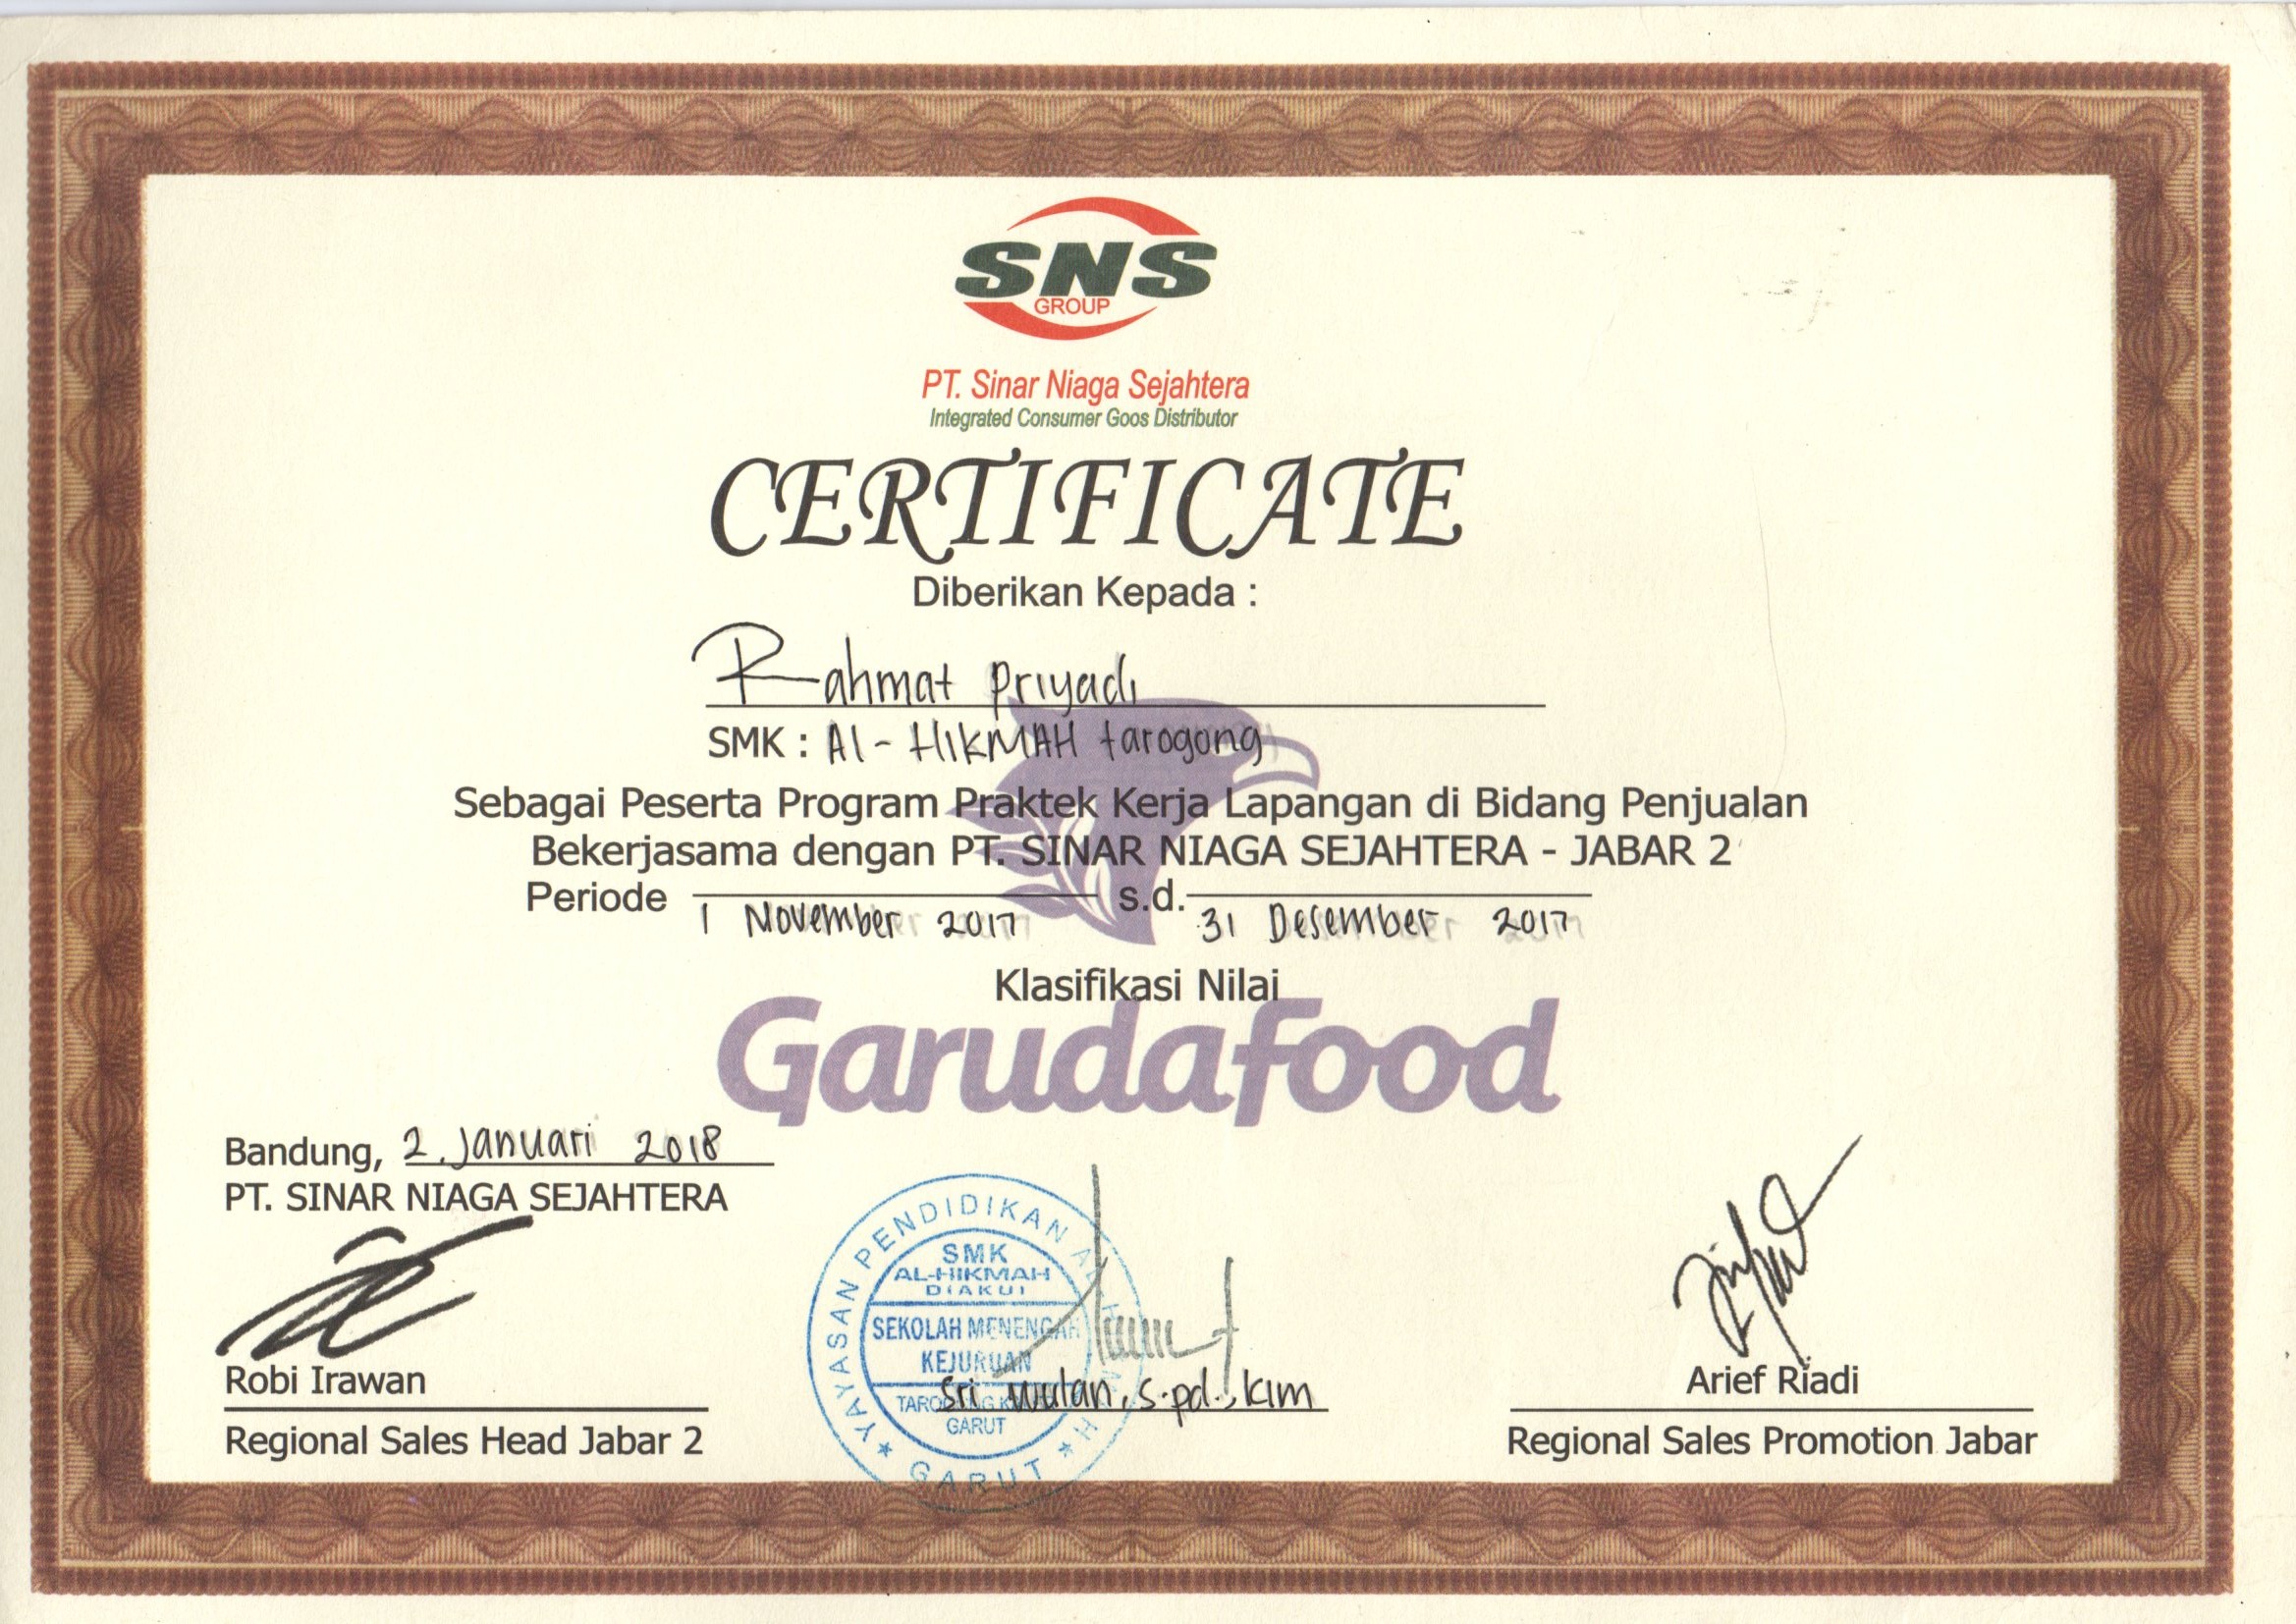 SNS
GROUP
PT. Sinar Niaga Sejahtera
Integrated Consumer Goos Distributor
CERTIFICATE
Diberikan Kepada :
Rahmat Priyadi
SMK : Al - HikMAH tarogong
Sebagai Peserta Program Praktek Kerja Lapangan di Bidang Penjualan
Bekerjasama dengan PT. SINAR NIAGA SEJAHTERA - JABAR 2
Periode 1 November 2017 s.d. 31 Desember 2017
Klasifikasi Nilai
Garudafood
Bandung, 2 Januari 2018
PT. SINAR NIAGA SEJAHTERA
YAYASAN PENDIDIKAN
SMK
AL-HIKMAH
DIAKUI
SEKOLAH MENENGAH
KEJURUAN
GARUT
GARUT
Robi Irawan
Regional Sales Head Jabar 2
Sri Wulan, S.pd., kim
Arief Riadi
Regional Sales Promotion Jabar